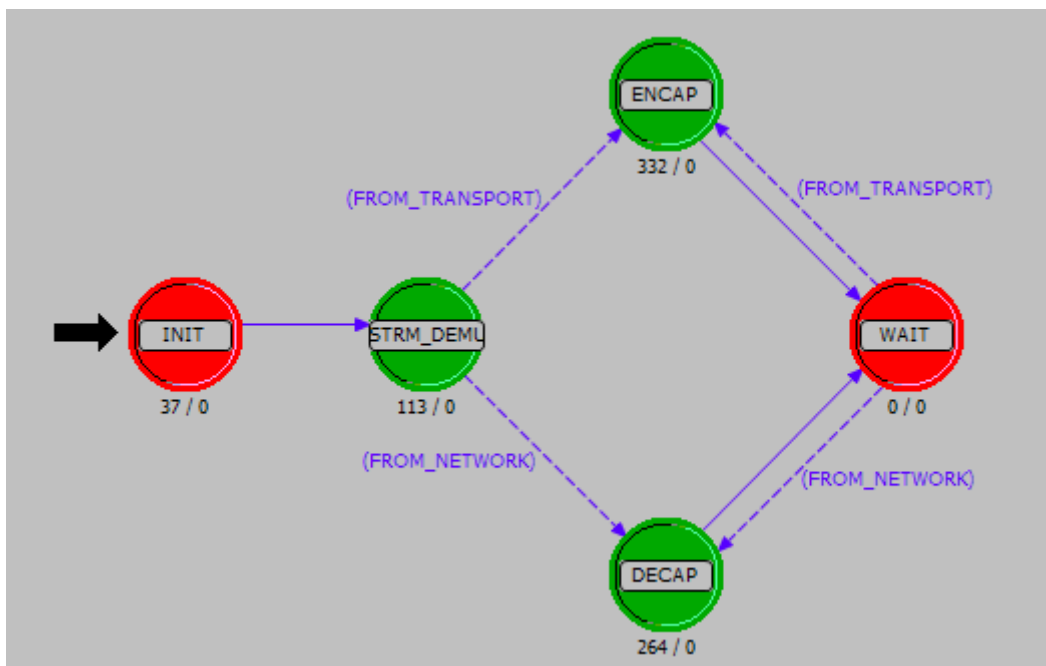 ENCAP
332 / 0
(FROM_TRANSPORT)
(FROM_TRANSPORT)
INIT
37 / 0
STRM_DEMU
113 / 0
WAIT
0 / 0
(FROM_NETWORK)
(FROM_NETWORK)
DECAP
264 / 0